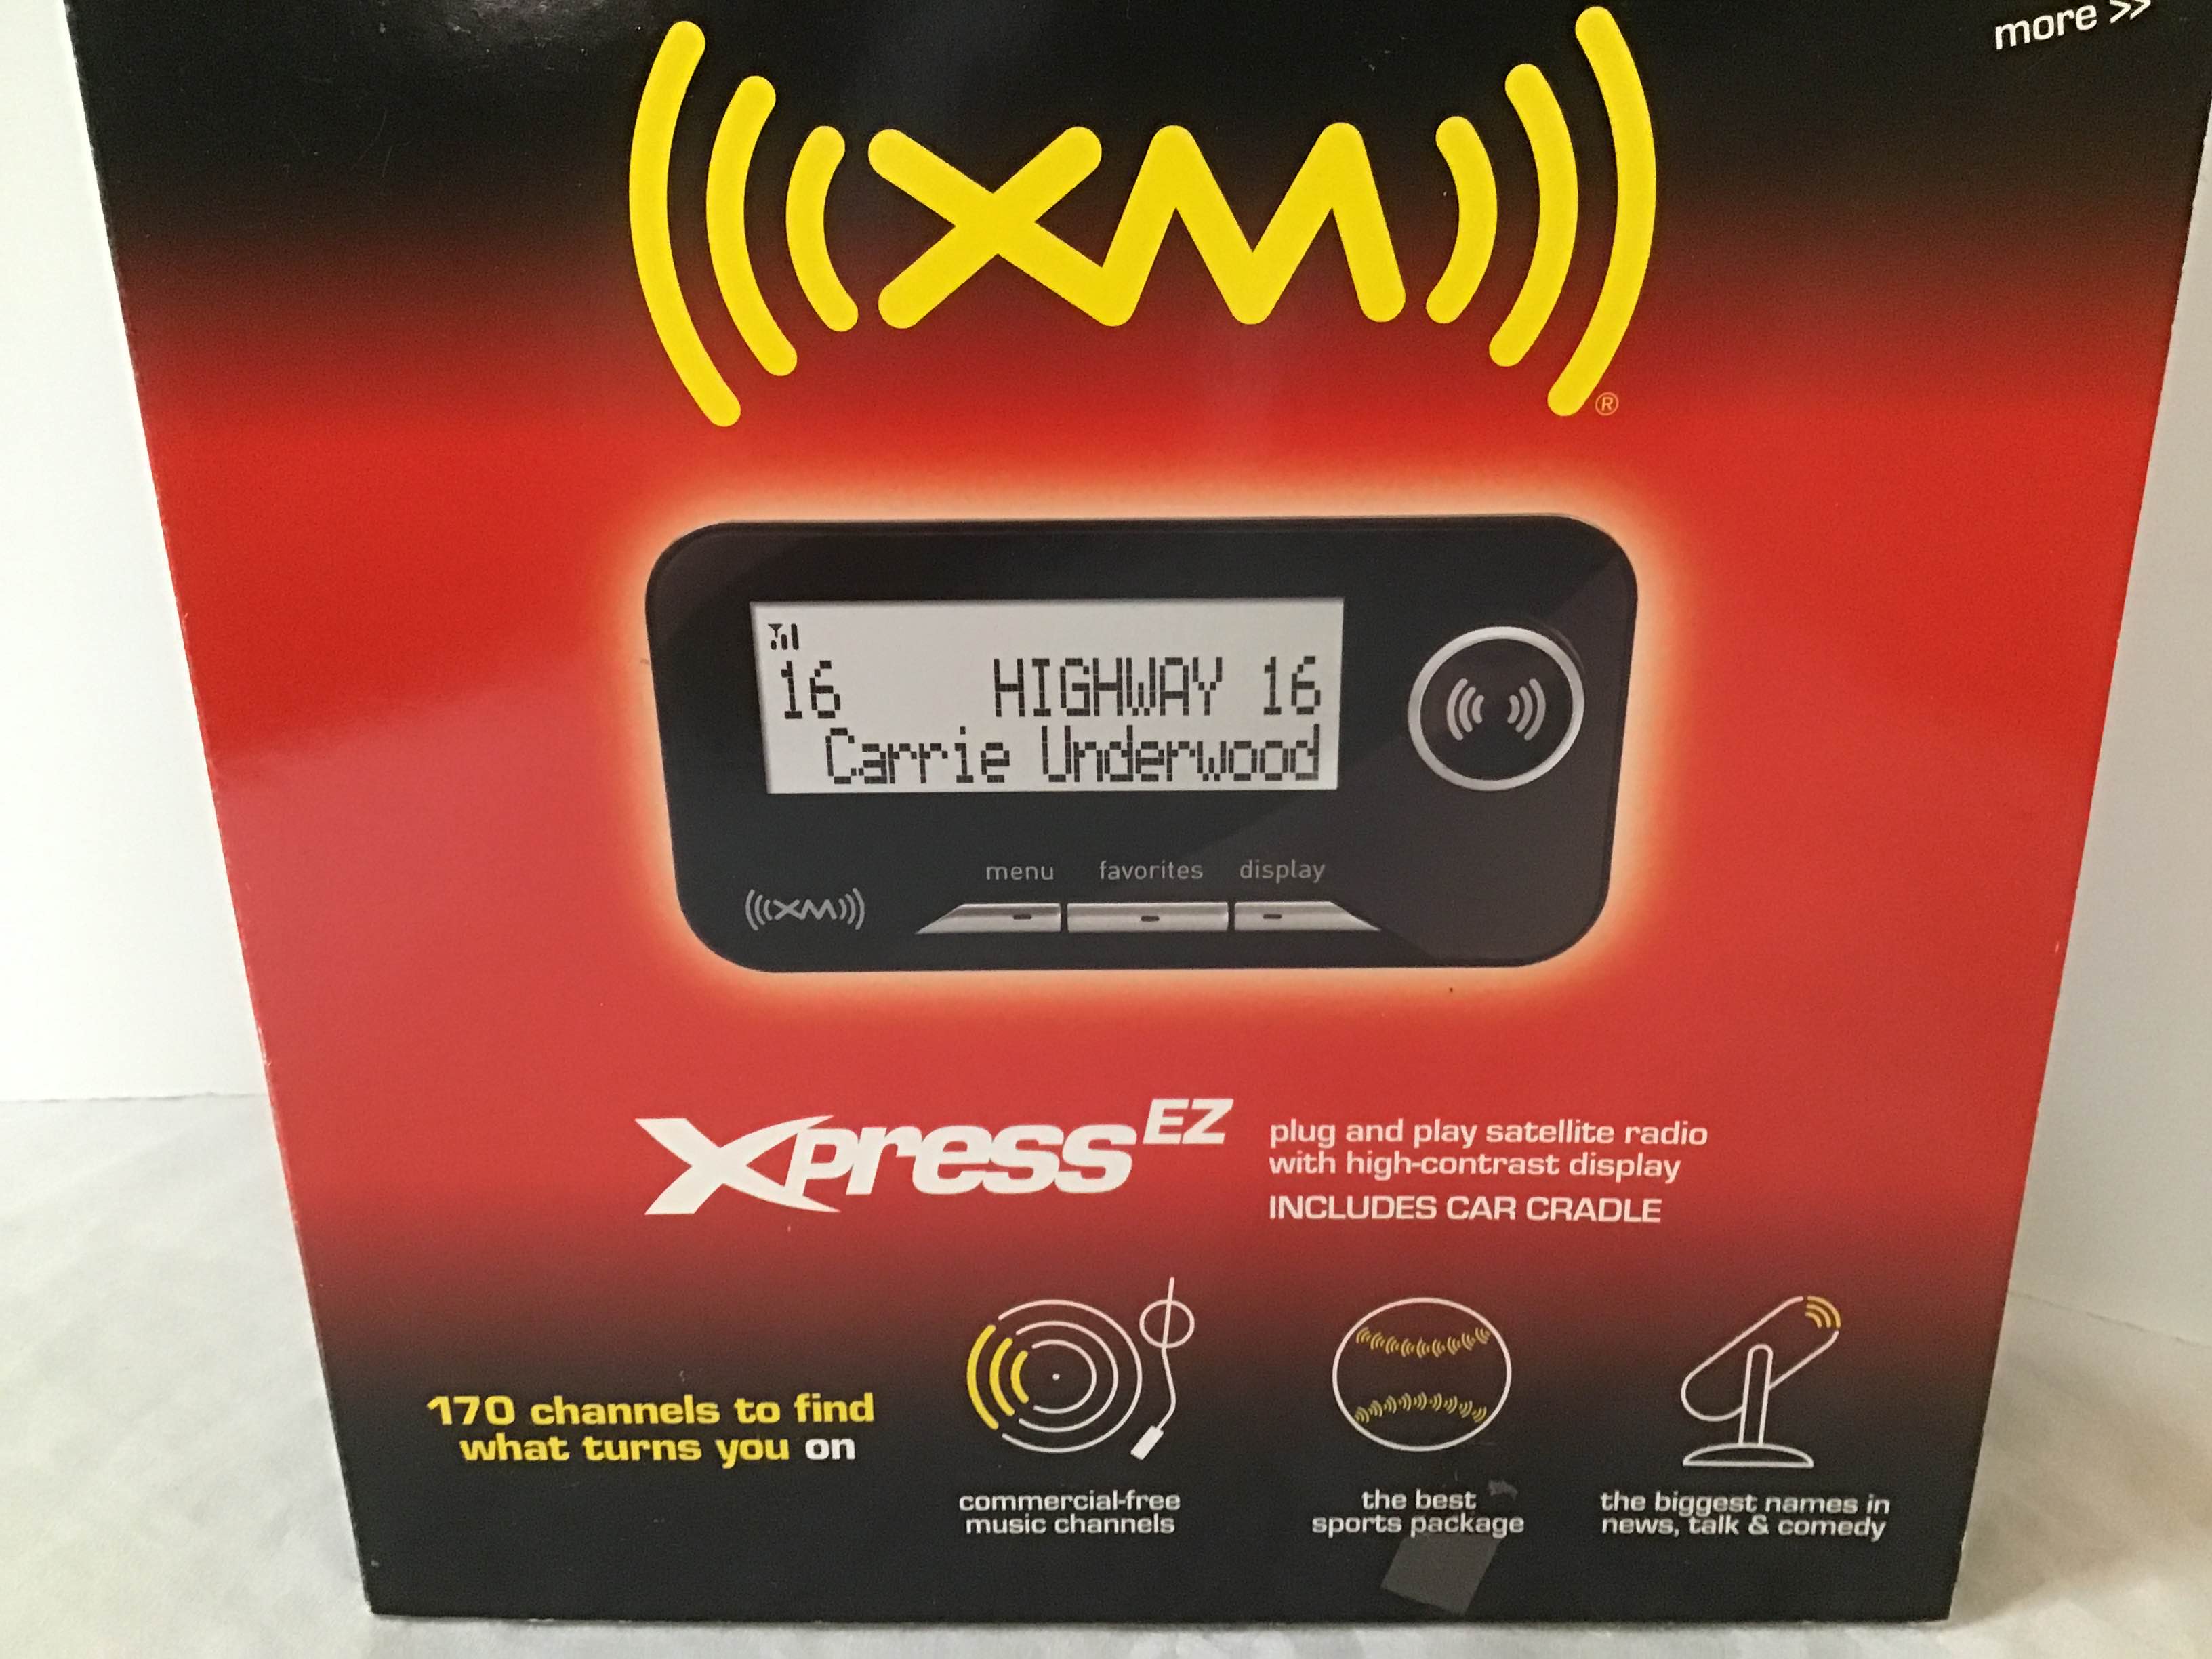 more >>
XM
®
16 HIGHWAY 16
Carrie Underwood
menu favorites display
XM
Xpress EZ
plug and play satellite radio
with high-contrast display
INCLUDES CAR CRADLE
170 channels to find
what turns you on
commercial-free
music channels
the best
sports package
the biggest names in
news, talk & comedy